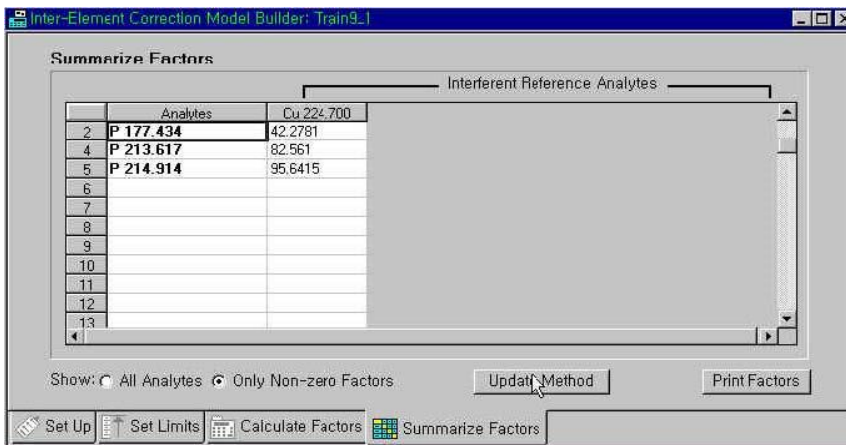 Inter-Element Correction Model Builder: Train9_1
Summarize Factors
Interferent Reference Analytes
Analytes Cu 224.700
2 P 177.434 42.2781
4 P 213.617 82.561
5 P 214.914 95.6415
6
7
8
9
10
11
12
13
Show: All Analytes Only Non-zero Factors Update Method Print Factors
Set Up Set Limits Calculate Factors Summarize Factors